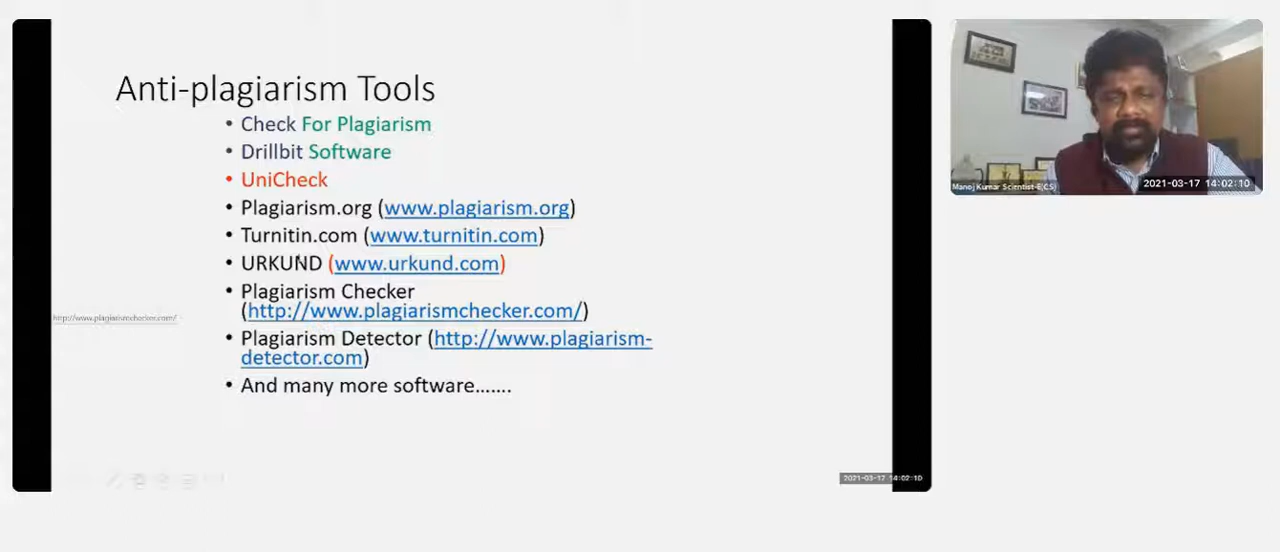 Anti-plagiarism Tools
• Check For Plagiarism
• Drillbit Software
• UniCheck
• Plagiarism.org (www.plagiarism.org)
• Turnitin.com (www.turnitin.com)
• URKUND (www.urkund.com)
• Plagiarism Checker
(http://www.plagiarismchecker.com/)
• Plagiarism Detector (http://www.plagiarism-
detector.com)
• And many more software.......
http://www.plagiarismchecker.com/
2021-03-17 14:02:10
Manoj Kumar Scientist-E(CS)
2021-03-17 14:02:10